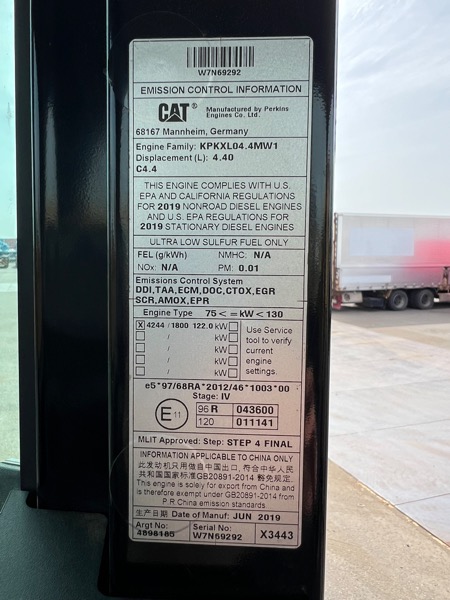 W7N69292
EMISSION CONTROL INFORMATION
CAT® Manufactured by Perkins
Engines Co. Ltd.
68167 Mannheim, Germany
Engine Family: KPKXL04.4MW1
Displacement (L): 4.40
C4.4
THIS ENGINE COMPLIES WITH U.S.
EPA AND CALIFORNIA REGULATIONS
FOR 2019 NONROAD DIESEL ENGINES
AND U.S. EPA REGULATIONS FOR
2019 STATIONARY DIESEL ENGINES
ULTRA LOW SULFUR FUEL ONLY
FEL (g/kWh) NMHC: N/A
NOx: N/A PM: 0.01
Emissions Control System
DDI,TAA,ECM,DOC,CTOX,EGR
SCR,AMOX,EPR
Engine Type 75 < = kW < 130
X 4244 / 1800 122.0 kW Use Service
/ kW tool to verify
/ kW current
/ kW engine
/ kW settings.
e5*97/68RA*2012/46*1003*00
Stage: IV
E11 96 R 043600
120 011141
MLIT Approved: Step: STEP 4 FINAL
INFORMATION APPLICABLE TO CHINA ONLY
此发动机只用做自中国出口, 符合中华人民
共和国国家标准GB20891-2014 豁免规定.
This engine is solely for export from China and
is therefore exempt under GB20891-2014 from
P.R China emission standards
生产日期 Date of Manuf: JUN 2019
Argt No: Serial No:
4898185 W7N69292 X3443